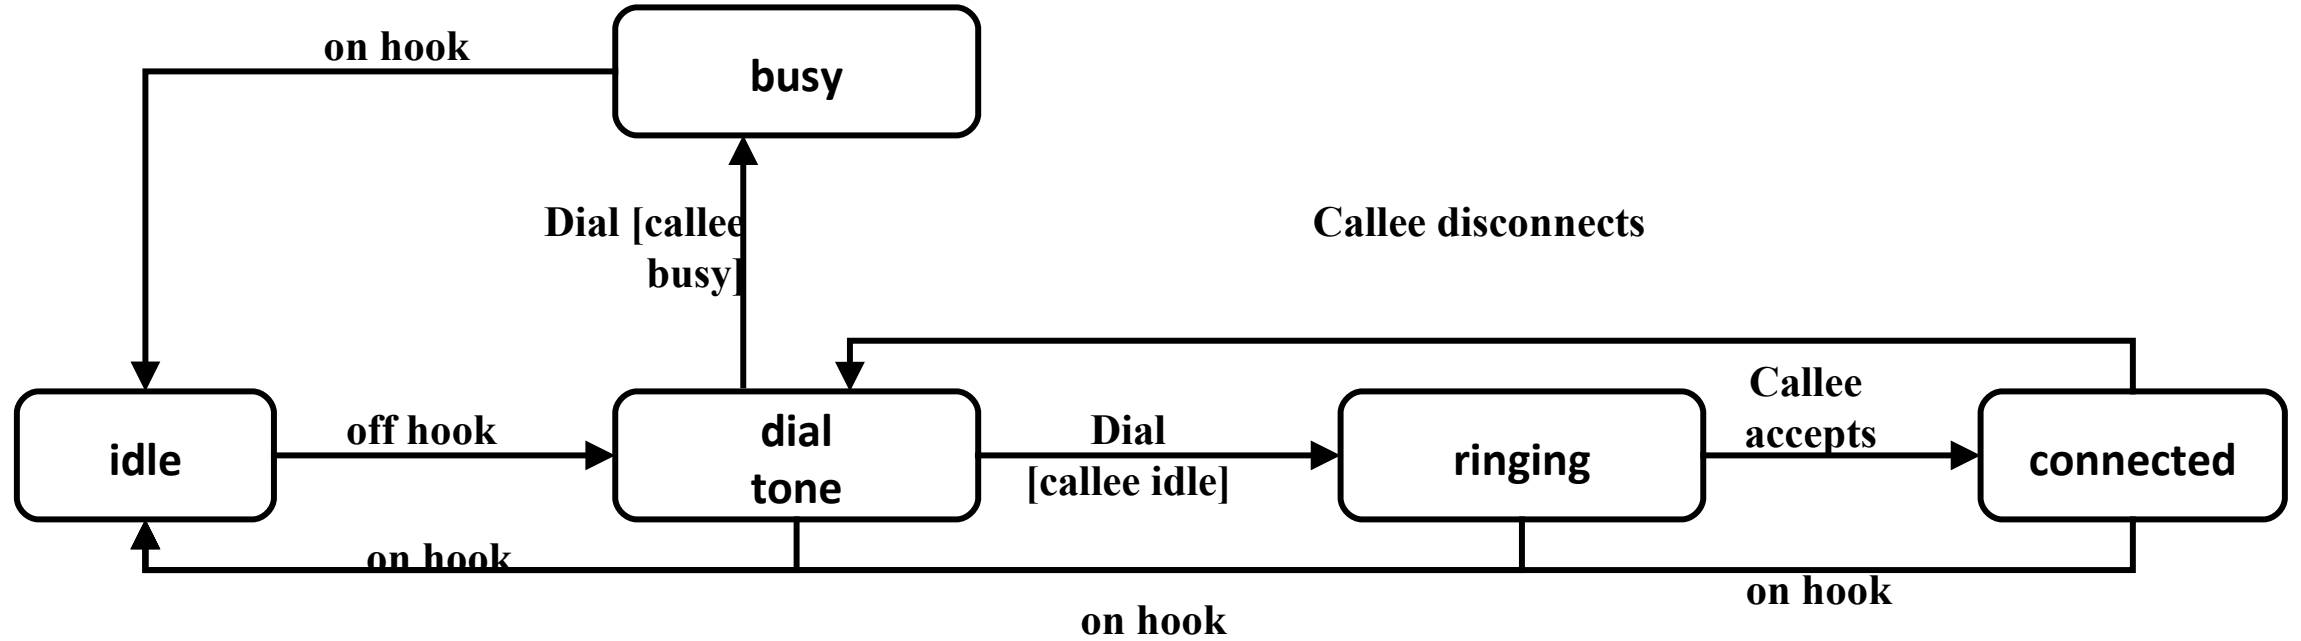 on hook
busy
Dial [callee
busy]
Callee disconnects
idle
off hook
dial
tone
Dial
[callee idle]
ringing
Callee
accepts
connected
on hook
on hook
on hook